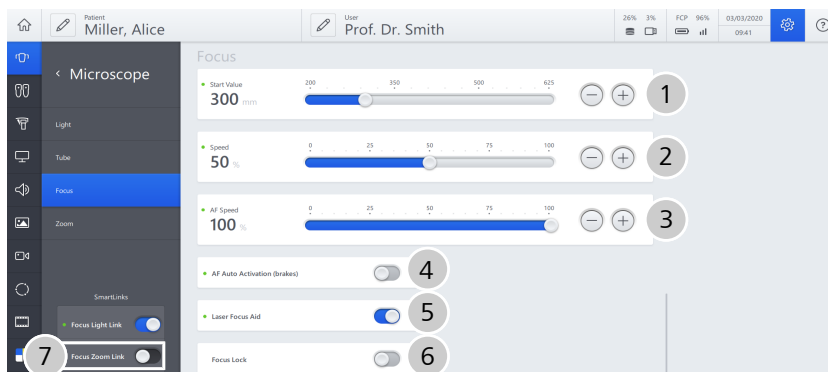 Patient
Miller, Alice
User
Prof. Dr. Smith
26% 3%
FCP 96%
03/03/2020
09:41
Microscope
Light
Tube
Focus
Zoom
SmartLinks
Focus Light Link
7 Focus Zoom Link
Focus
Start Value
300 mm
200 350 500 625
1
Speed
50 %
0 25 50 75 100
2
AF Speed
100 %
0 25 50 75 100
3
AF Auto Activation (brakes) 4
Laser Focus Aid 5
Focus Lock 6